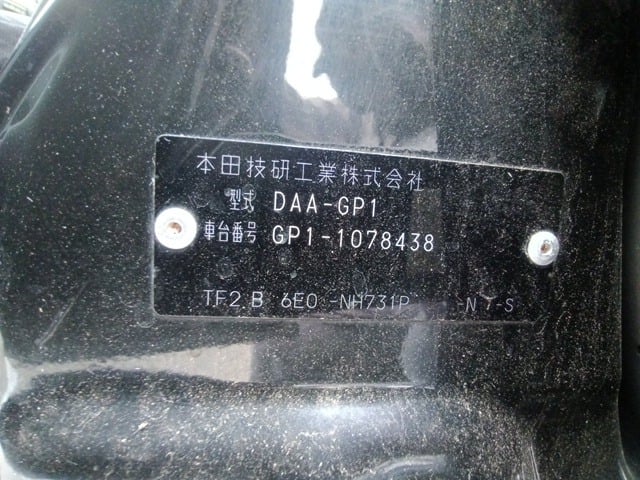 本田技研工業株式会社
型式 DAA-GP1
車台番号 GP1-1078438
TF2 B 6E0 -NH731P -N 7-S